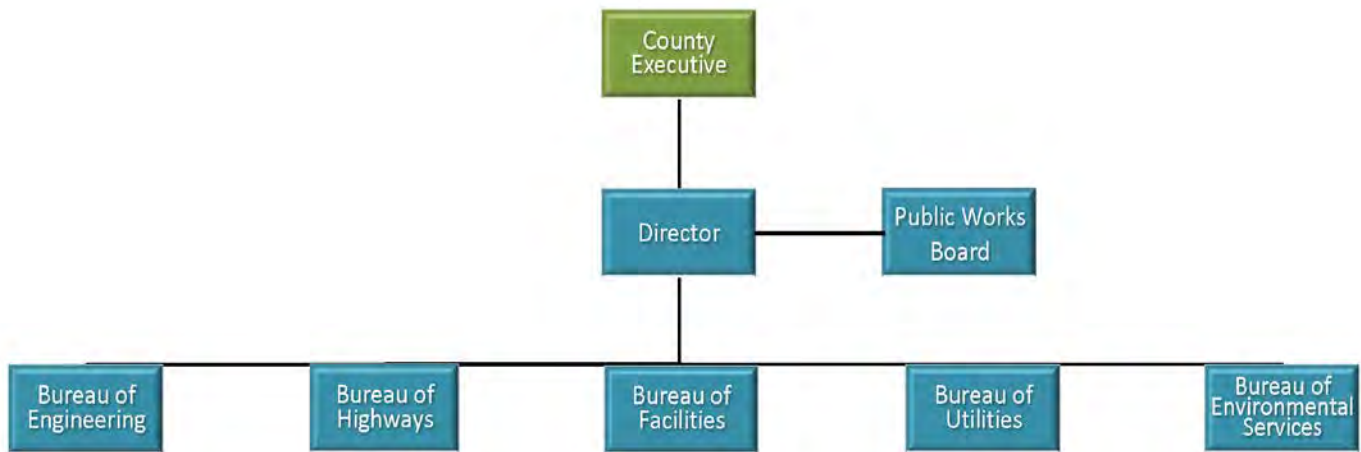 County
Executive
Director
Public Works
Board
Bureau of
Engineering
Bureau of
Highways
Bureau of
Facilities
Bureau of
Utilities
Bureau of
Environmental
Services